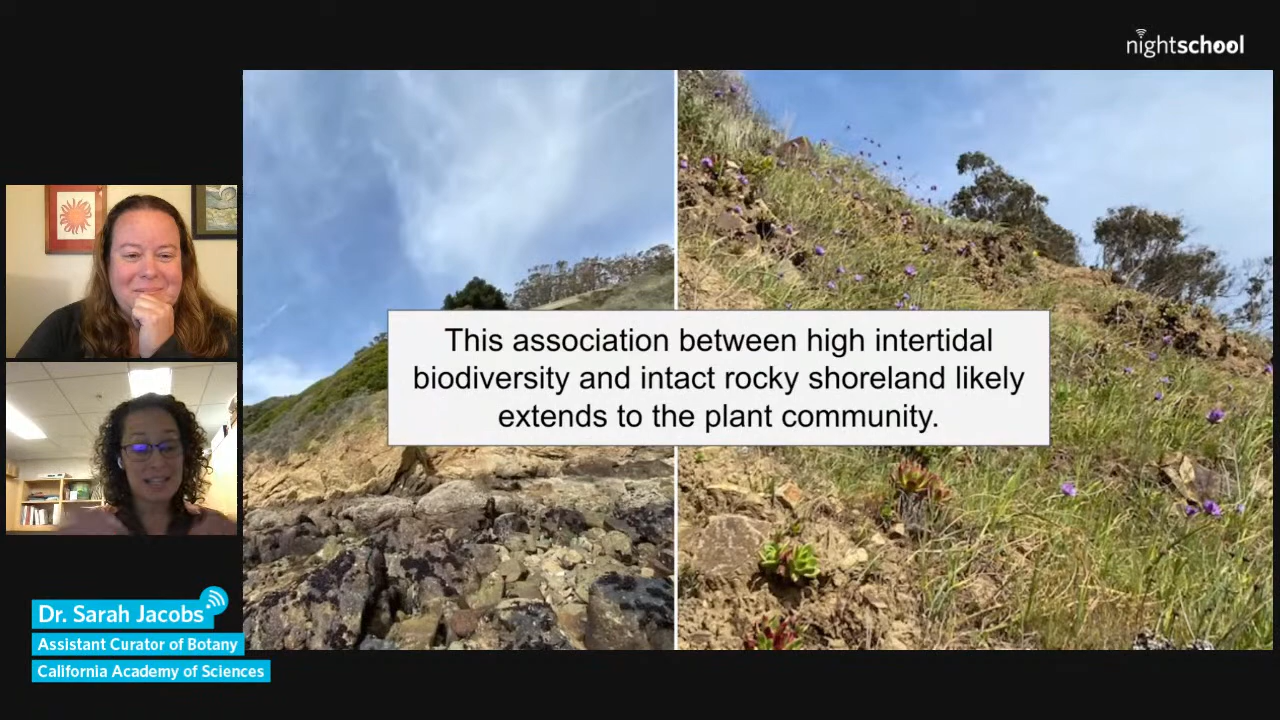 nightschool
This association between high intertidal
biodiversity and intact rocky shoreland likely
extends to the plant community.
Dr. Sarah Jacobs
Assistant Curator of Botany
California Academy of Sciences